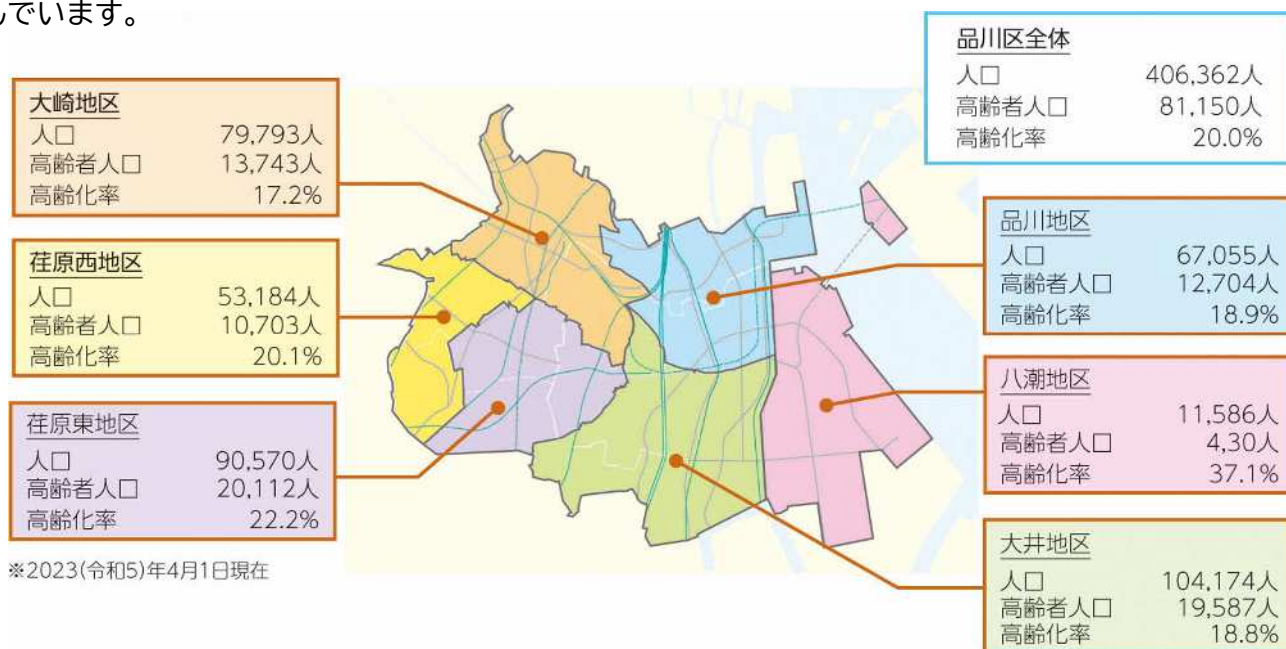 んでいます。
品川区全体
人口 406,362人
高齢者人口 81,150人
高齢化率 20.0%
大崎地区
人口 79,793人
高齢者人口 13,743人
高齢化率 17.2%
荏原西地区
人口 53,184人
高齢者人口 10,703人
高齢化率 20.1%
荏原東地区
人口 90,570人
高齢者人口 20,112人
高齢化率 22.2%
※2023(令和5)年4月1日現在
品川地区
人口 67,055人
高齢者人口 12,704人
高齢化率 18.9%
八潮地区
人口 11,586人
高齢者人口 4,30人
高齢化率 37.1%
大井地区
人口 104,174人
高齢者人口 19,587人
高齢化率 18.8%